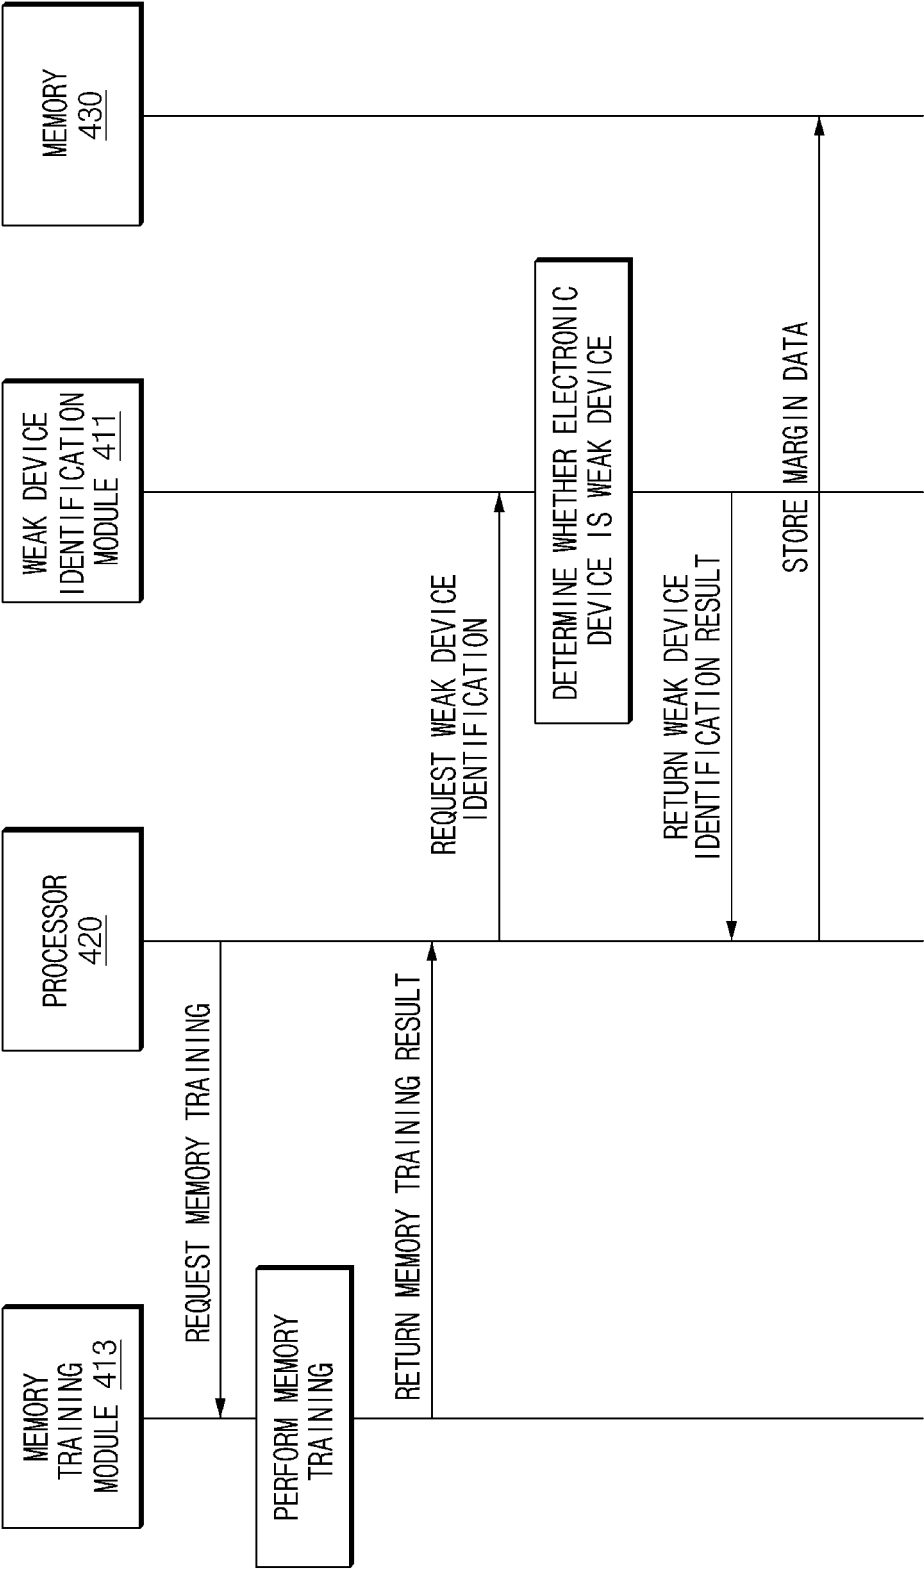 MEMORY
TRAINING
MODULE 413
PROCESSOR
420
WEAK DEVICE
IDENTIFICATION
MODULE 411
MEMORY
430
REQUEST MEMORY TRAINING
PERFORM MEMORY
TRAINING
RETURN MEMORY TRAINING RESULT
REQUEST WEAK DEVICE
IDENTIFICATION
DETERMINE WHETHER ELECTRONIC
DEVICE IS WEAK DEVICE
RETURN WEAK DEVICE
IDENTIFICATION RESULT
STORE MARGIN DATA